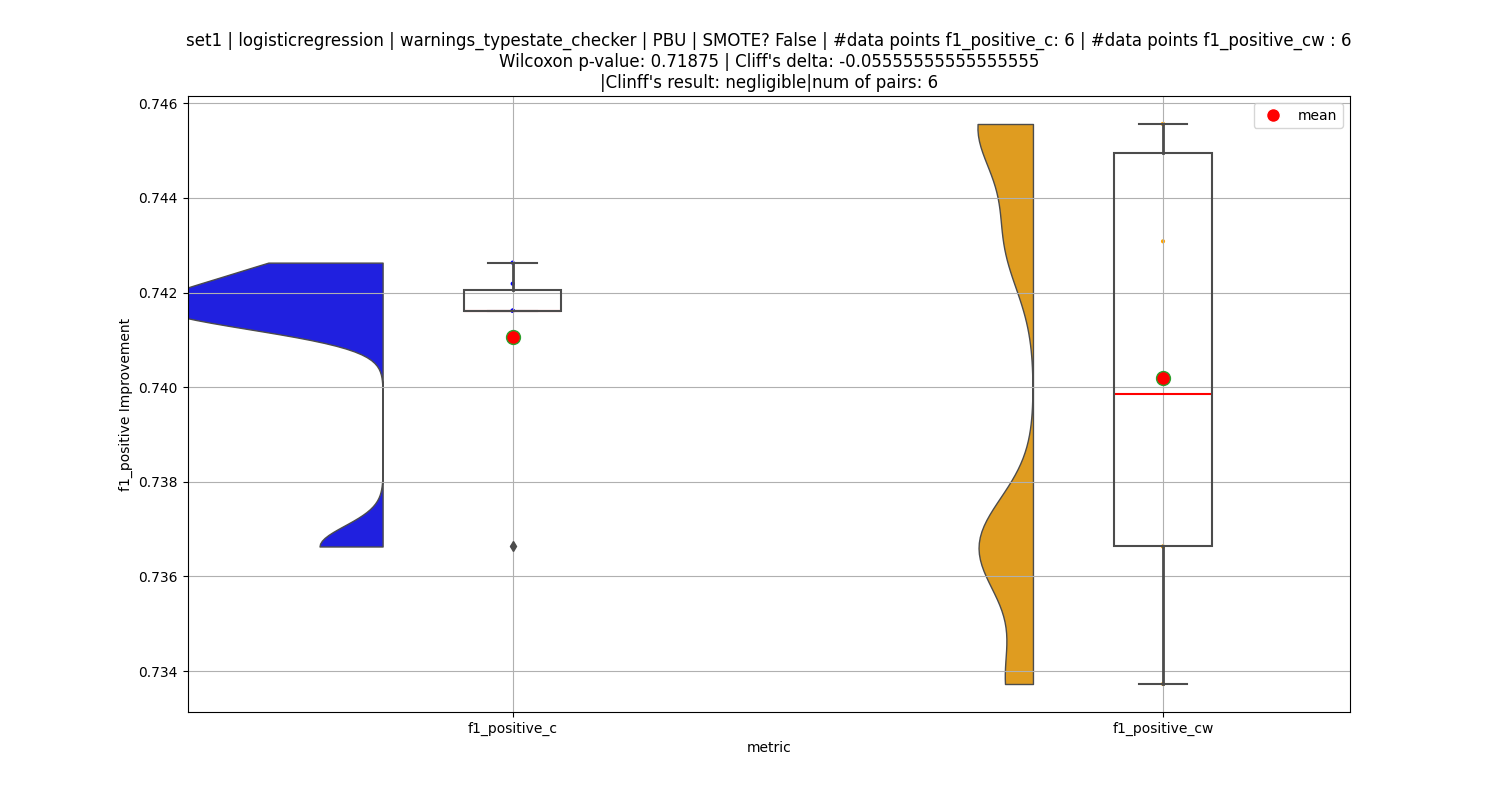 set1 | logisticregression | warnings_typestate_checker | PBU | SMOTE? False | #data points f1_positive_c: 6 | #data points f1_positive_cw : 6
Wilcoxon p-value: 0.71875 | Cliff's delta: -0.05555555555555555
|Clinff's result: negligible|num of pairs: 6
mean
f1_positive Improvement
0.746
0.744
0.742
0.740
0.738
0.736
0.734
f1_positive_c
f1_positive_cw
metric